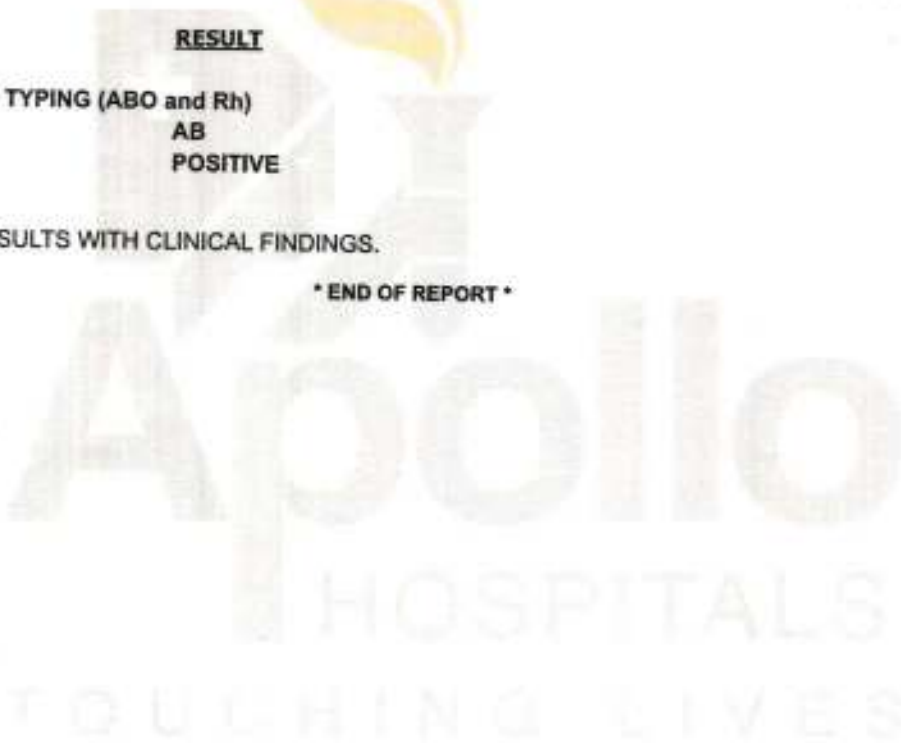 RESULT
TYPING (ABO and Rh)
AB
POSITIVE
SULTS WITH CLINICAL FINDINGS.
* END OF REPORT *
Apollo
HOSPITALS
TOUCHING LIVES